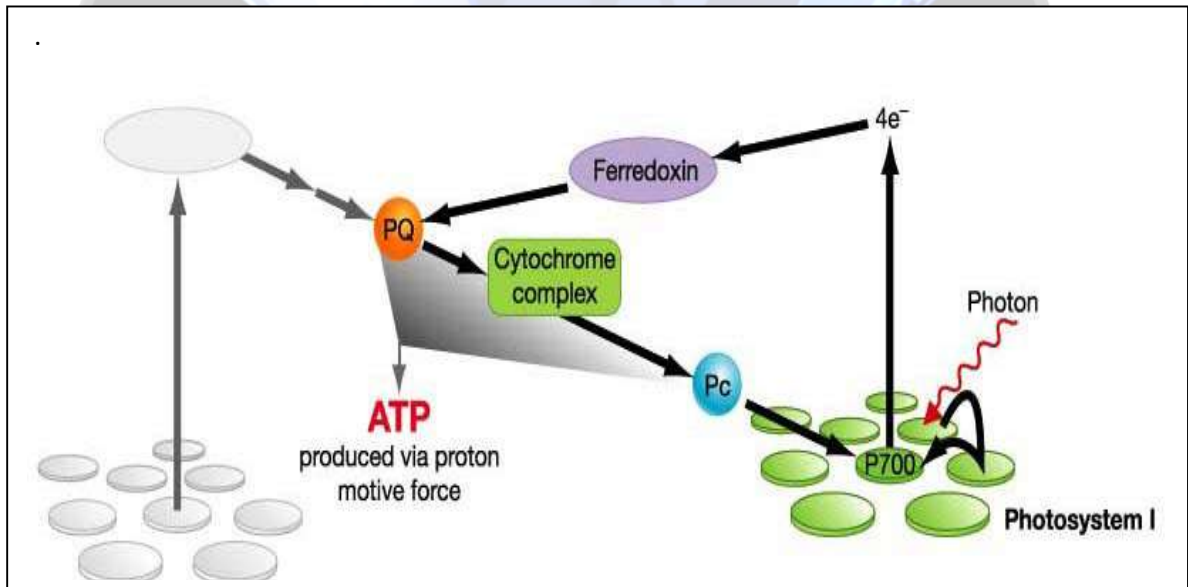 .
4e⁻
Ferredoxin
PQ
Cytochrome
complex
Photon
Pc
ATP
produced via proton
motive force
P700
Photosystem I